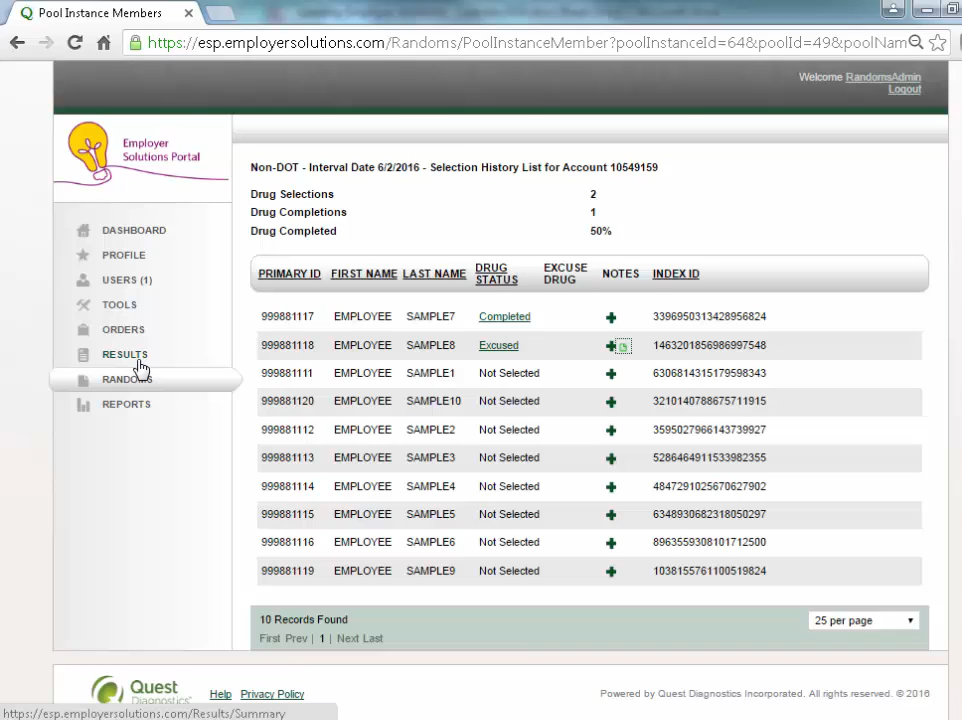 Pool Instance Members
https://esp.employersolutions.com/Randoms/PoolInstanceMember?poolInstanceId=64&poolId=49&poolNam
Welcome RandomsAdmin
Logout
Employer
Solutions Portal
DASHBOARD
PROFILE
USERS (1)
TOOLS
ORDERS
RESULTS
RANDOMS
REPORTS
Non-DOT - Interval Date 6/2/2016 - Selection History List for Account 10549159
Drug Selections 2
Drug Completions 1
Drug Completed 50%
PRIMARY ID FIRST NAME LAST NAME DRUG STATUS EXCUSE DRUG NOTES INDEX ID
999881117 EMPLOYEE SAMPLE7 Completed 3396950313428956824
999881118 EMPLOYEE SAMPLE8 Excused 1463201856986997548
999881111 EMPLOYEE SAMPLE1 Not Selected 6306814315179598343
999881120 EMPLOYEE SAMPLE10 Not Selected 3210140788675711915
999881112 EMPLOYEE SAMPLE2 Not Selected 3595027966143739927
999881113 EMPLOYEE SAMPLE3 Not Selected 5286464911533982355
999881114 EMPLOYEE SAMPLE4 Not Selected 4847291025670627902
999881115 EMPLOYEE SAMPLE5 Not Selected 6348930682318050297
999881116 EMPLOYEE SAMPLE6 Not Selected 8963559308101712500
999881119 EMPLOYEE SAMPLE9 Not Selected 1038155761100519824
10 Records Found
25 per page
First Prev | 1 | Next Last
Quest
Diagnostics
Help Privacy Policy
Powered by Quest Diagnostics Incorporated. All rights reserved. © 2016
https://esp.employersolutions.com/Results/Summary